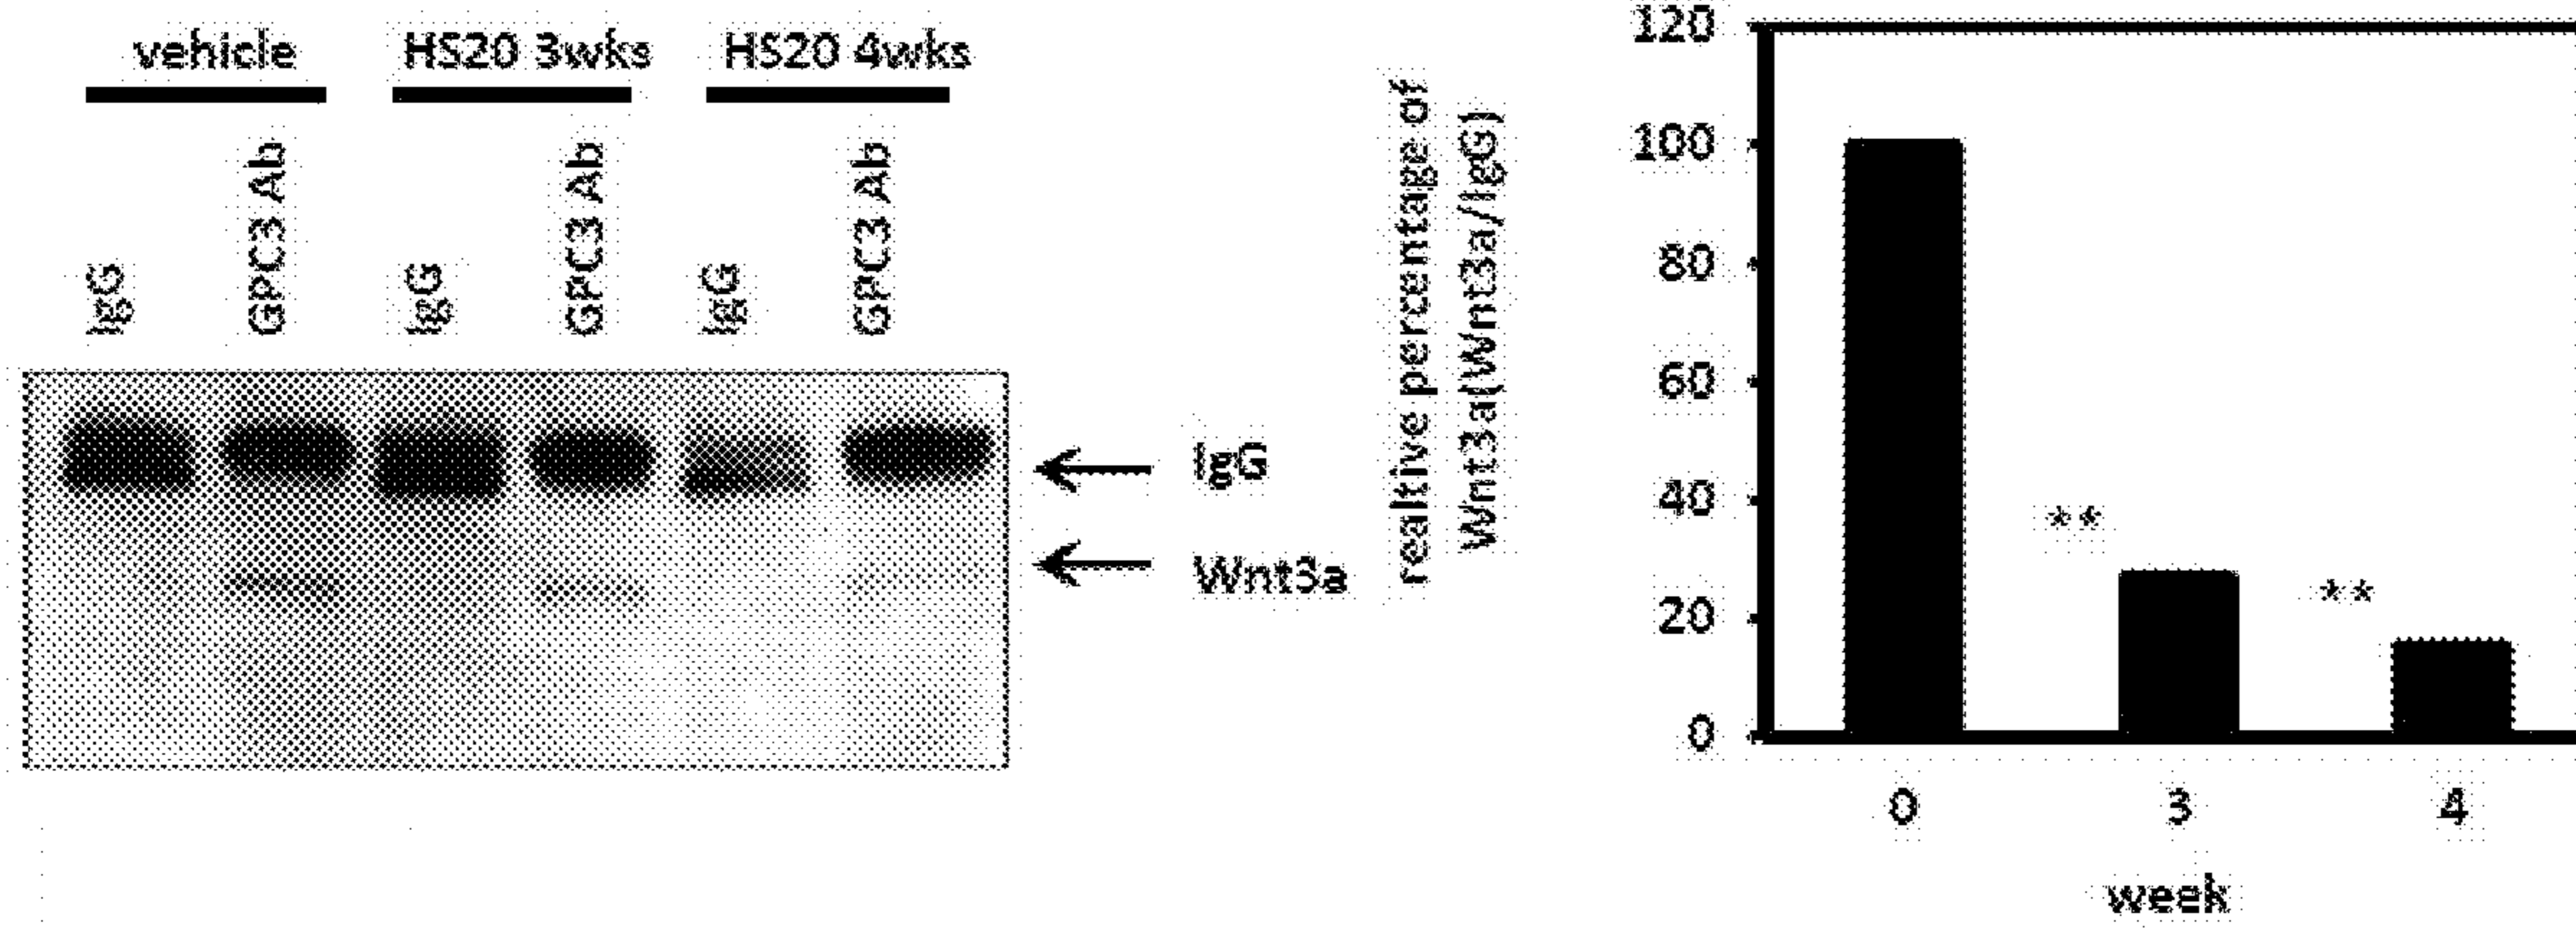 vehicle HS20 3wks HS20 4wks
IgG GPC3 Ab IgG GPC3 Ab IgG GPC3 Ab
IgG
Wnt3a
realtive percentage of
Wnt3a(Wnt3a/IgG)
120
100
80
60
40
20
0
**
**
0 3 4
week